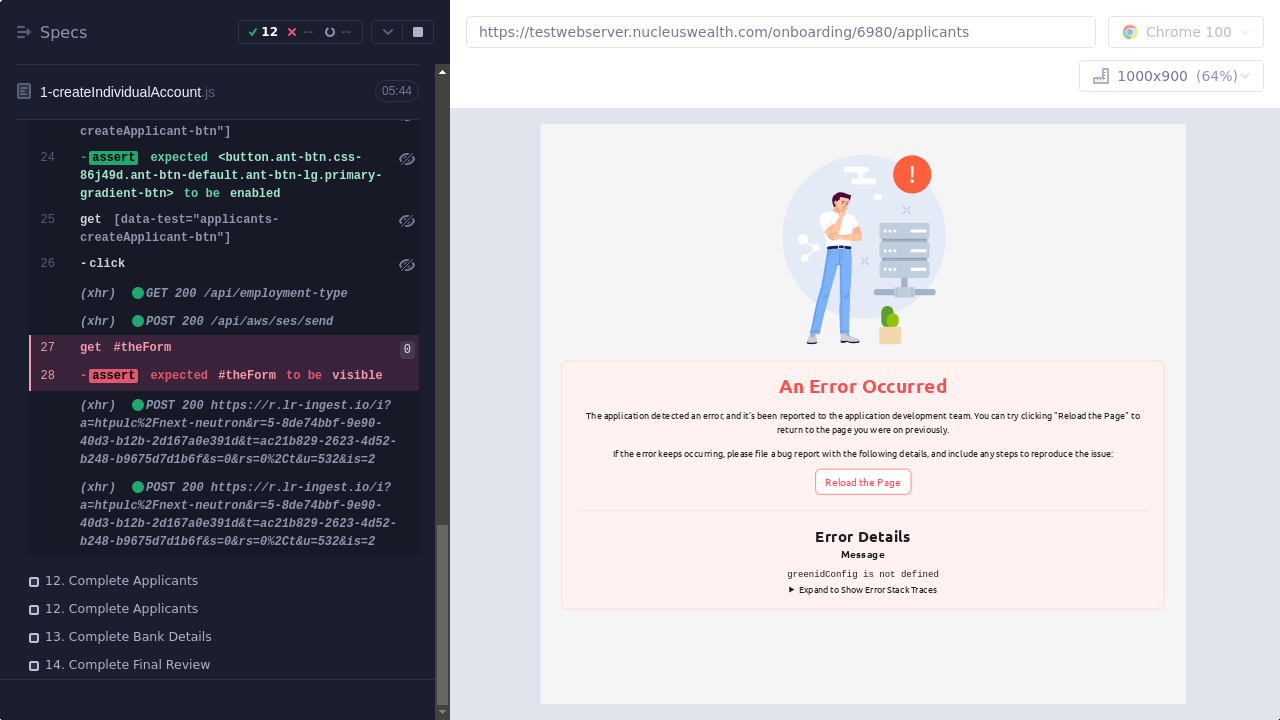 Specs
12
--
--
1-createIndividualAccount.js
05:44
createApplicant-btn"]
24 -assert expected <button.ant-btn.css-
86j49d.ant-btn-default.ant-btn-lg.primary-
gradient-btn> to be enabled
25 get [data-test="applicants-
createApplicant-btn"]
26 -click
(xhr) GET 200 /api/employment-type
(xhr) POST 200 /api/aws/ses/send
27 get #theForm 0
28 -assert expected #theForm to be visible
(xhr) POST 200 https://r.lr-ingest.io/i?
a=htpulc%2Fnext-neutron&r=5-8de74bbf-9e90-
40d3-b12b-2d167a0e391d&t=ac21b829-2623-4d52-
b248-b9675d7d1b6f&s=0&rs=0%2Ct&u=532&is=2
(xhr) POST 200 https://r.lr-ingest.io/i?
a=htpulc%2Fnext-neutron&r=5-8de74bbf-9e90-
40d3-b12b-2d167a0e391d&t=ac21b829-2623-4d52-
b248-b9675d7d1b6f&s=0&rs=0%2Ct&u=532&is=2
12. Complete Applicants
12. Complete Applicants
13. Complete Bank Details
14. Complete Final Review
https://testwebserver.nucleuswealth.com/onboarding/6980/applicants
Chrome 100
1000x900 (64%)
!
An Error Occurred
The application detected an error, and it's been reported to the application development team. You can try clicking "Reload the Page" to
return to the page you were on previously.
If the error keeps occurring, please file a bug report with the following details, and include any steps to reproduce the issue:
Reload the Page
Error Details
Message
greenidConfig is not defined
Expand to Show Error Stack Traces